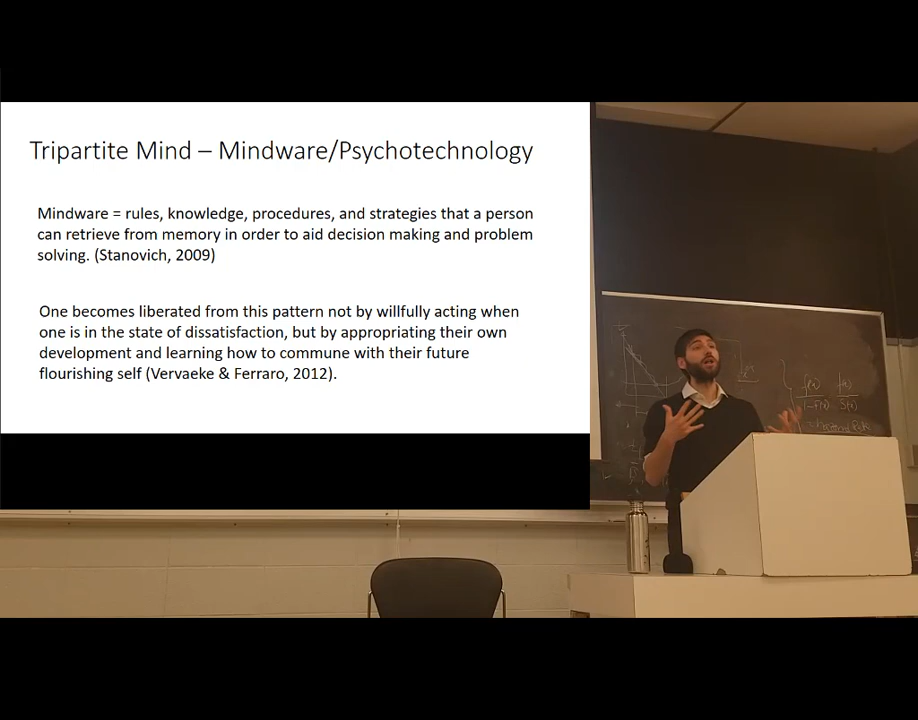 Tripartite Mind – Mindware/Psychotechnology
Mindware = rules, knowledge, procedures, and strategies that a person
can retrieve from memory in order to aid decision making and problem
solving. (Stanovich, 2009)
One becomes liberated from this pattern not by willfully acting when
one is in the state of dissatisfaction, but by appropriating their own
development and learning how to commune with their future
flourishing self (Vervaeke & Ferraro, 2012).